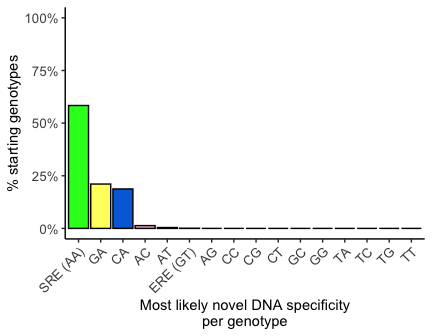 100%
75%
50%
25%
0%
% starting genotypes
SRE (AA)
GA
CA
AC
AT
ERE (GT)
AG
CC
CG
CT
GC
GG
TA
TC
TG
TT
Most likely novel DNA specificity
per genotype